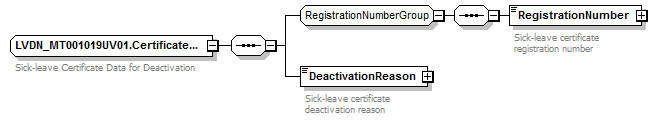 RegistrationNumberGroup
RegistrationNumber
Sick-leave certificate
registration number
LVDN_MT001019UV01.Certificate...
Sick-leave Certificate Data for Deactivation
DeactivationReason
Sick-leave certificate
deactivation reason